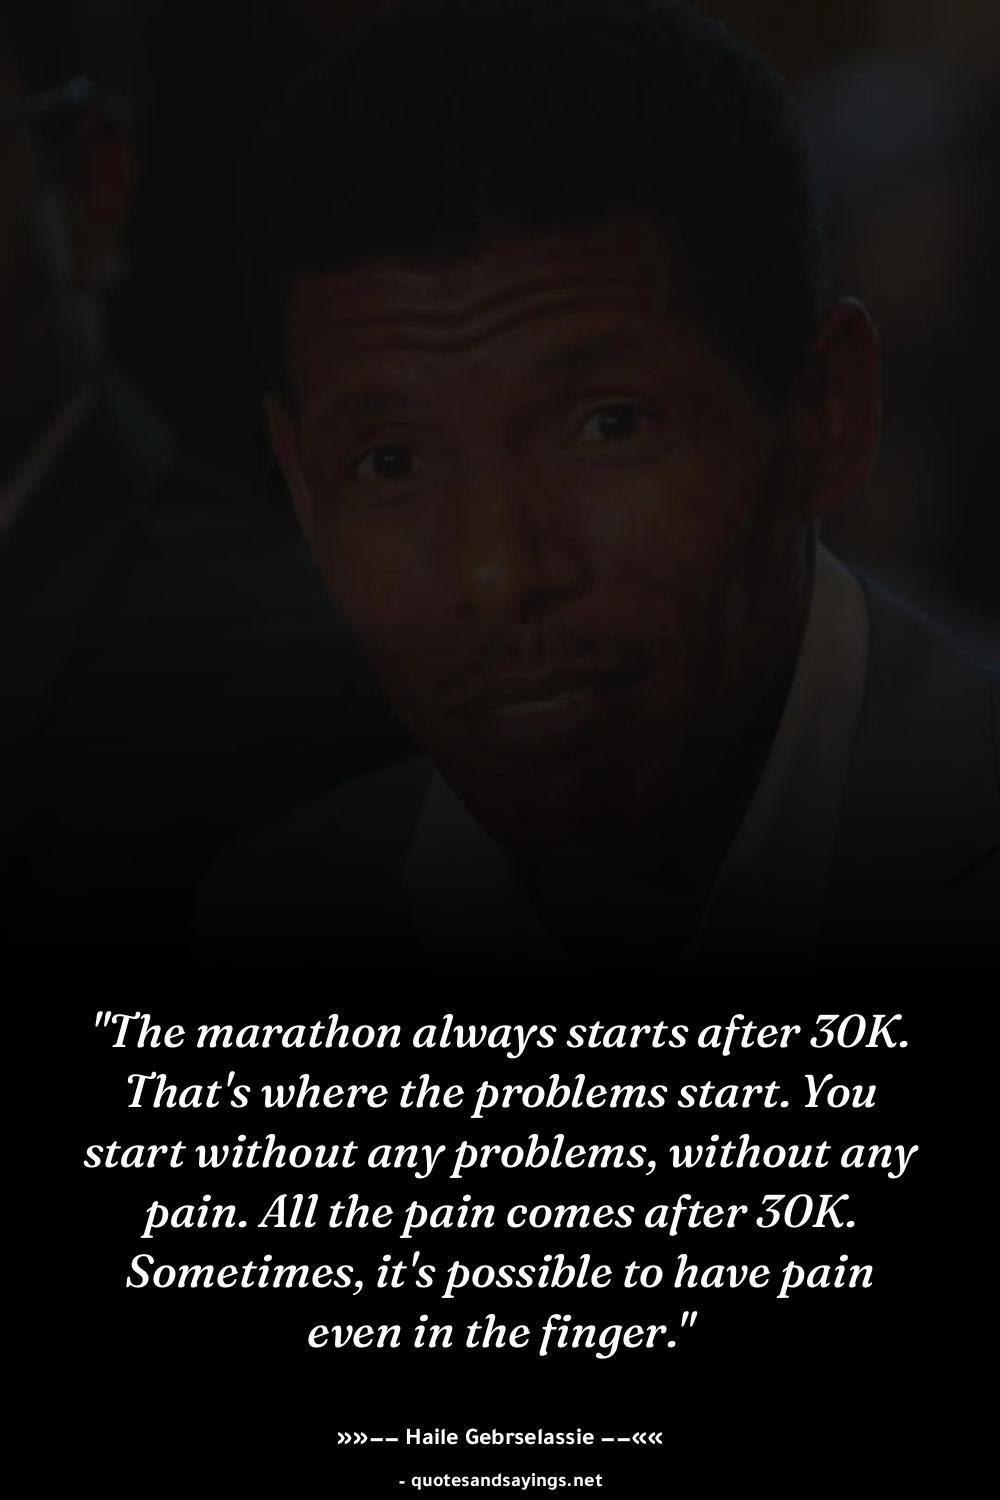 "The marathon always starts after 30K.
That's where the problems start. You
start without any problems, without any
pain. All the pain comes after 30K.
Sometimes, it's possible to have pain
even in the finger."
»»−− Haile Gebrselassie −−««
- quotesandsayings.net